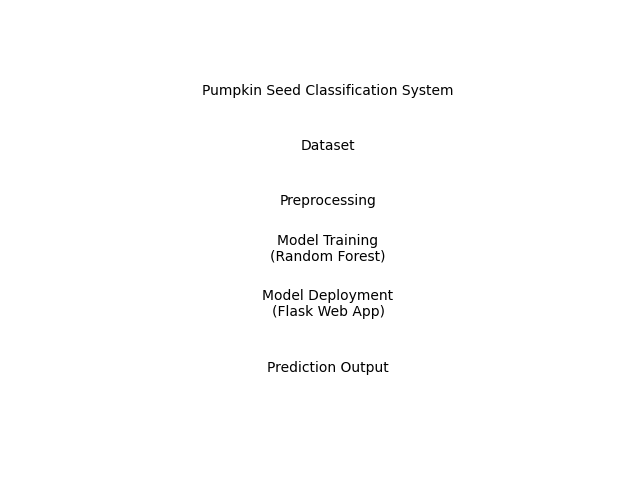 Pumpkin Seed Classification System
Dataset
Preprocessing
Model Training
(Random Forest)
Model Deployment
(Flask Web App)
Prediction Output